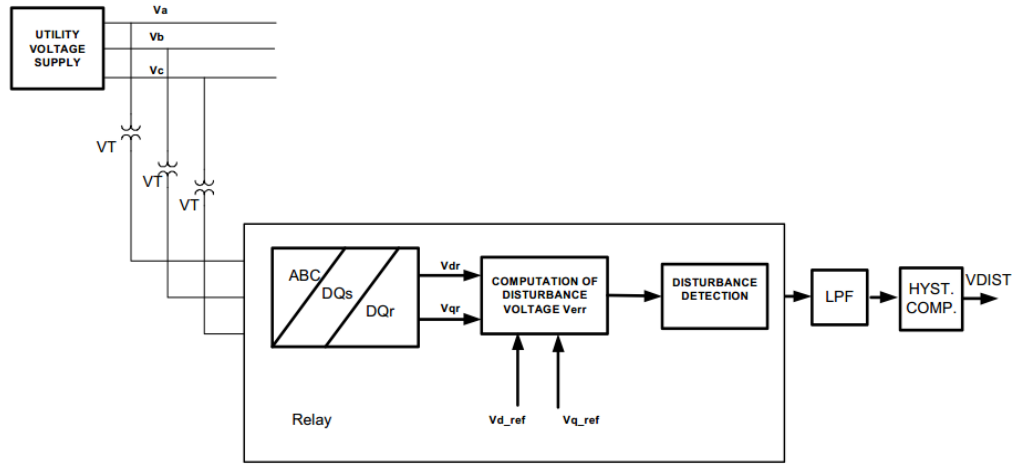 Va
UTILITY
VOLTAGE
SUPPLY
Vb
Vc
VT
VT
VT
ABC
DQs
DQr
Vdr
Vqr
COMPUTATION OF
DISTURBANCE
VOLTAGE Verr
DISTURBANCE
DETECTION
LPF
HYST.
COMP.
VDIST
Relay
Vd_ref
Vq_ref